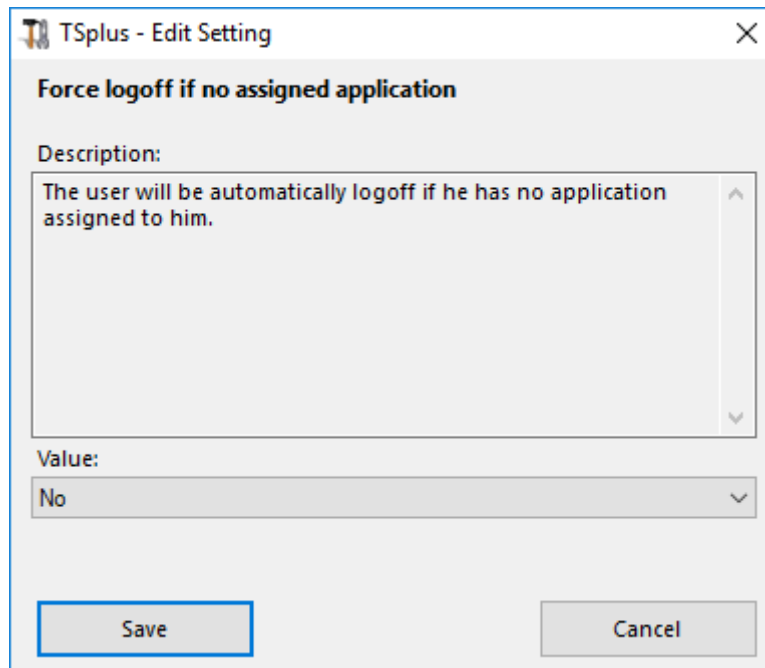 TSplus - Edit Setting
Force logoff if no assigned application
Description:
The user will be automatically logoff if he has no application
assigned to him.
Value:
No
Save
Cancel